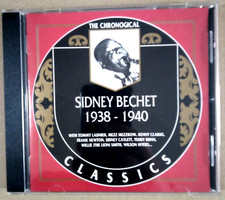 THE CHRONOLOGICAL
SIDNEY BECHET
1938 - 1940
WITH TOMMY LADNIER, MEZZ MEZZROW, KENNY CLARKE,
FRANK NEWTON, SIDNEY CATLETT, TEDDY BUNN,
WILLIE (THE LION) SMITH, WILSON MYERS...
CLASSICS